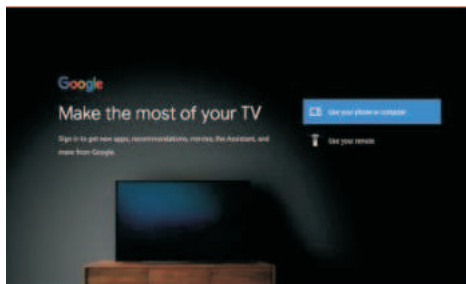 Google
Make the most of your TV
Sign in to get new apps, recommendations, movies, the Assistant, and
more from Google.
Use your phone or computer
Use your remote